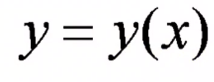 y = y(x)